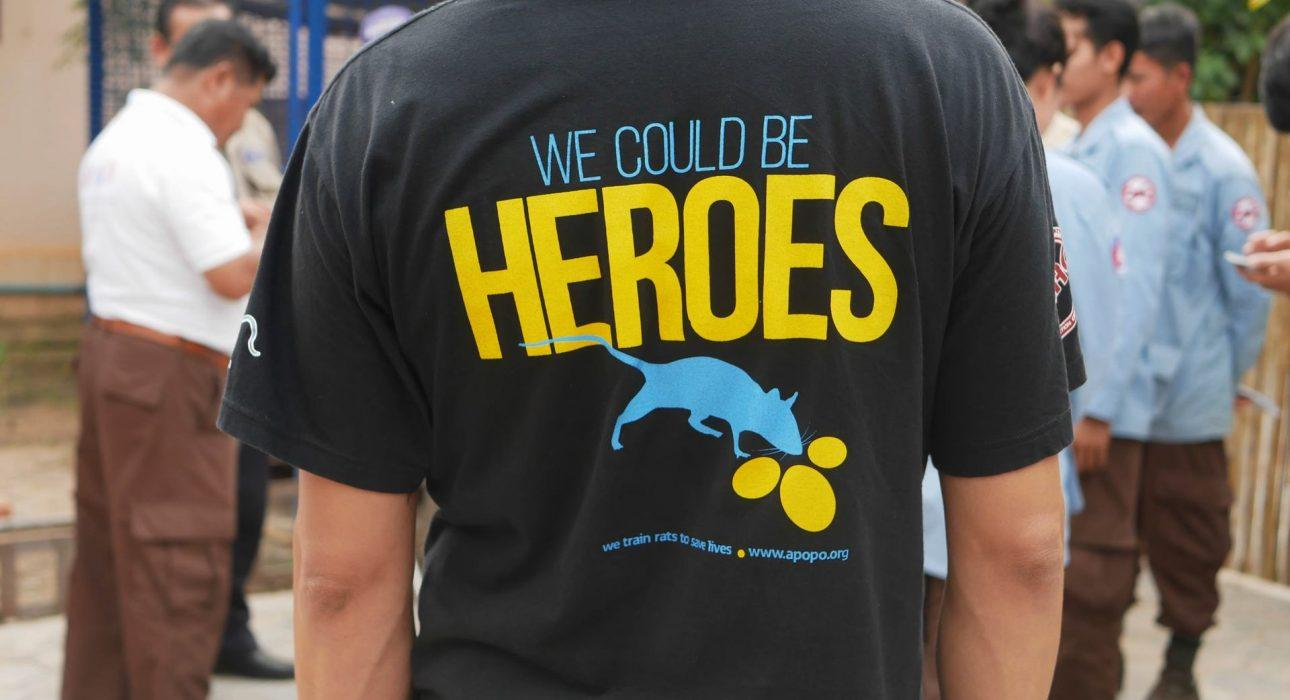 WE COULD BE
HEROES
we train rats to save lives • www.apopo.org